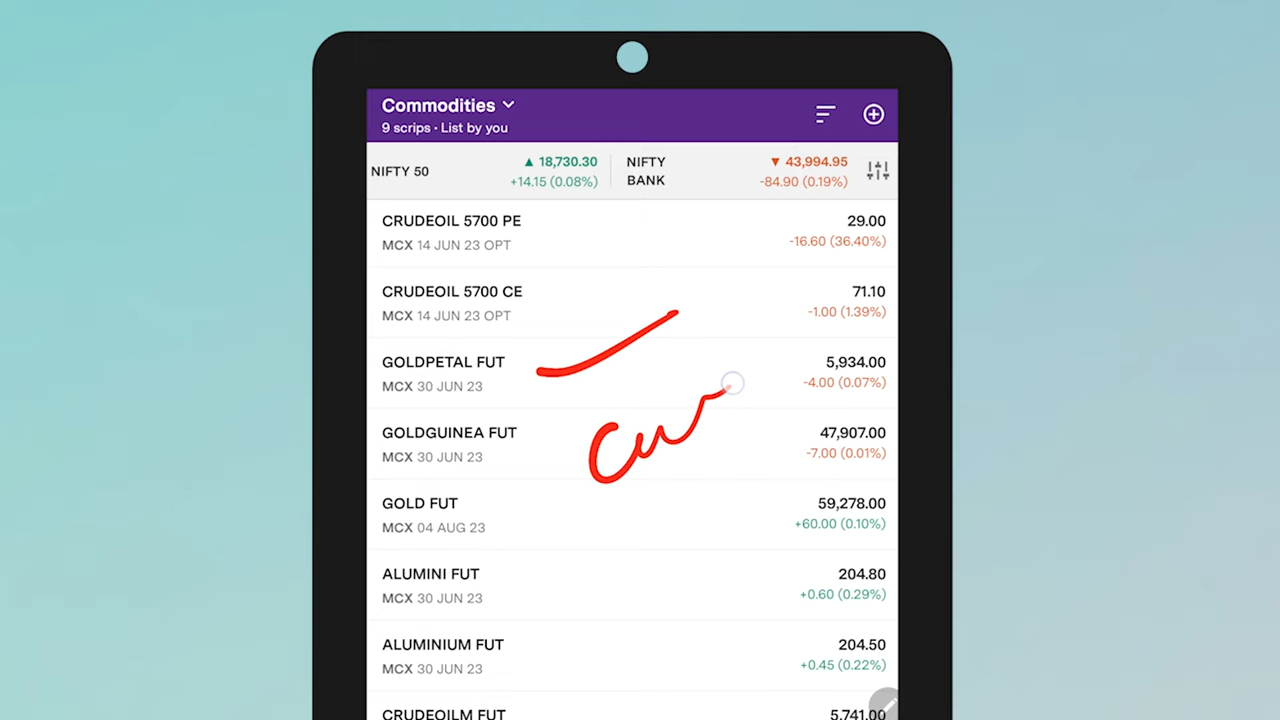 Commodities
9 scrips · List by you
NIFTY 50
▲ 18,730.30
+14.15 (0.08%)
NIFTY BANK
▼ 43,994.95
-84.90 (0.19%)
CRUDEOIL 5700 PE 29.00
MCX 14 JUN 23 OPT -16.60 (36.40%)
CRUDEOIL 5700 CE 71.10
MCX 14 JUN 23 OPT -1.00 (1.39%)
GOLDPETAL FUT 5,934.00
MCX 30 JUN 23 -4.00 (0.07%)
GOLDGUINEA FUT 47,907.00
MCX 30 JUN 23 -7.00 (0.01%)
GOLD FUT 59,278.00
MCX 04 AUG 23 +60.00 (0.10%)
ALUMINI FUT 204.80
MCX 30 JUN 23 +0.60 (0.29%)
ALUMINIUM FUT 204.50
MCX 30 JUN 23 +0.45 (0.22%)
CRUDEOILM FUT 5,741.00